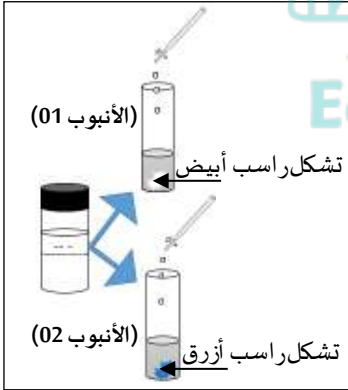 (الأنبوب 01)
تشكل راسب أبيض
---
(الأنبوب 02)
تشكل راسب أزرق